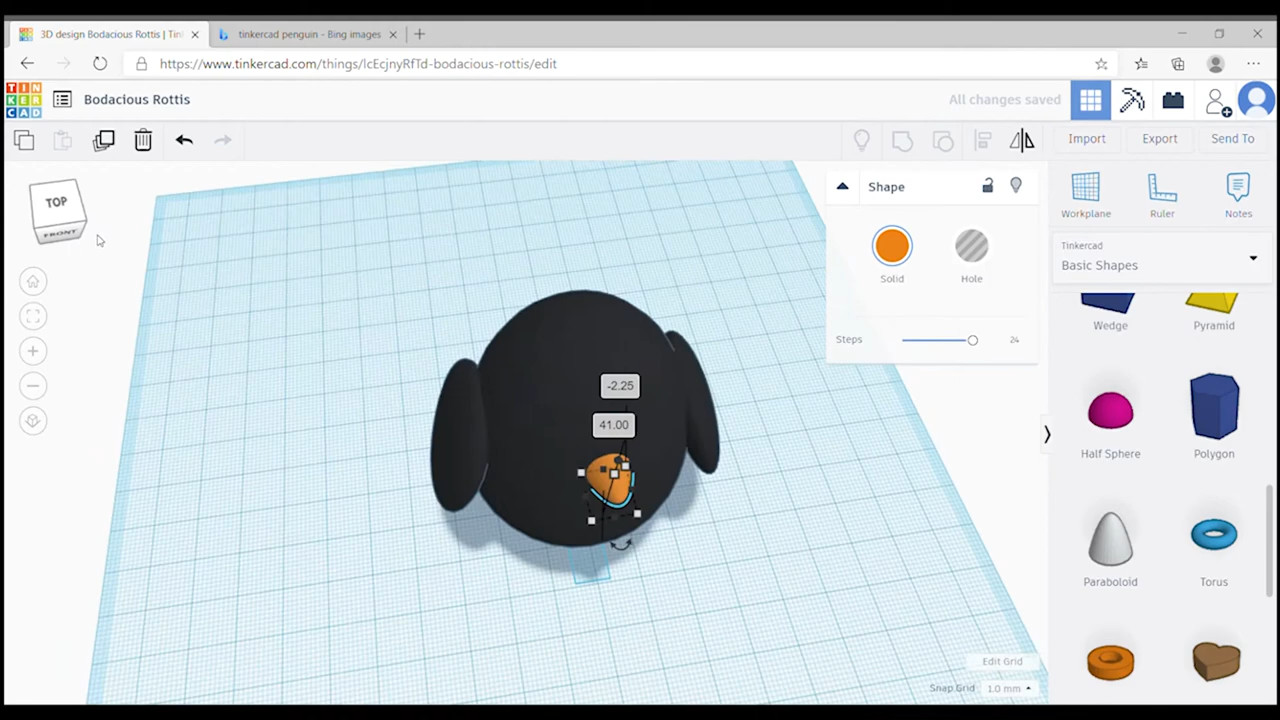 3D design Bodacious Rottis | Tin
tinkercad penguin - Bing images
https://www.tinkercad.com/things/lcEcjnyRfTd-bodacious-rottis/edit
TIN
KER
CAD
Bodacious Rottis
All changes saved
Import
Export
Send To
TOP
FRONT
Shape
Solid
Hole
Steps
24
Workplane
Ruler
Notes
Tinkercad
Basic Shapes
Wedge
Pyramid
Half Sphere
Polygon
Paraboloid
Torus
-2.25
41.00
Edit Grid
Snap Grid
1.0 mm